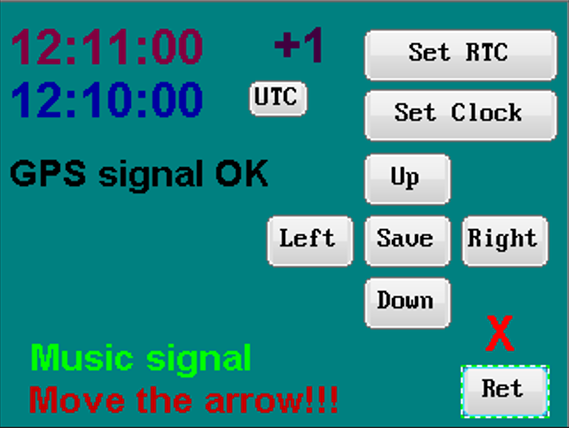 12:11:00 +1 Set RTC
12:10:00 UTC Set Clock
GPS signal OK Up
Left Save Right
Down
X
Music signal
Move the arrow!!! Ret